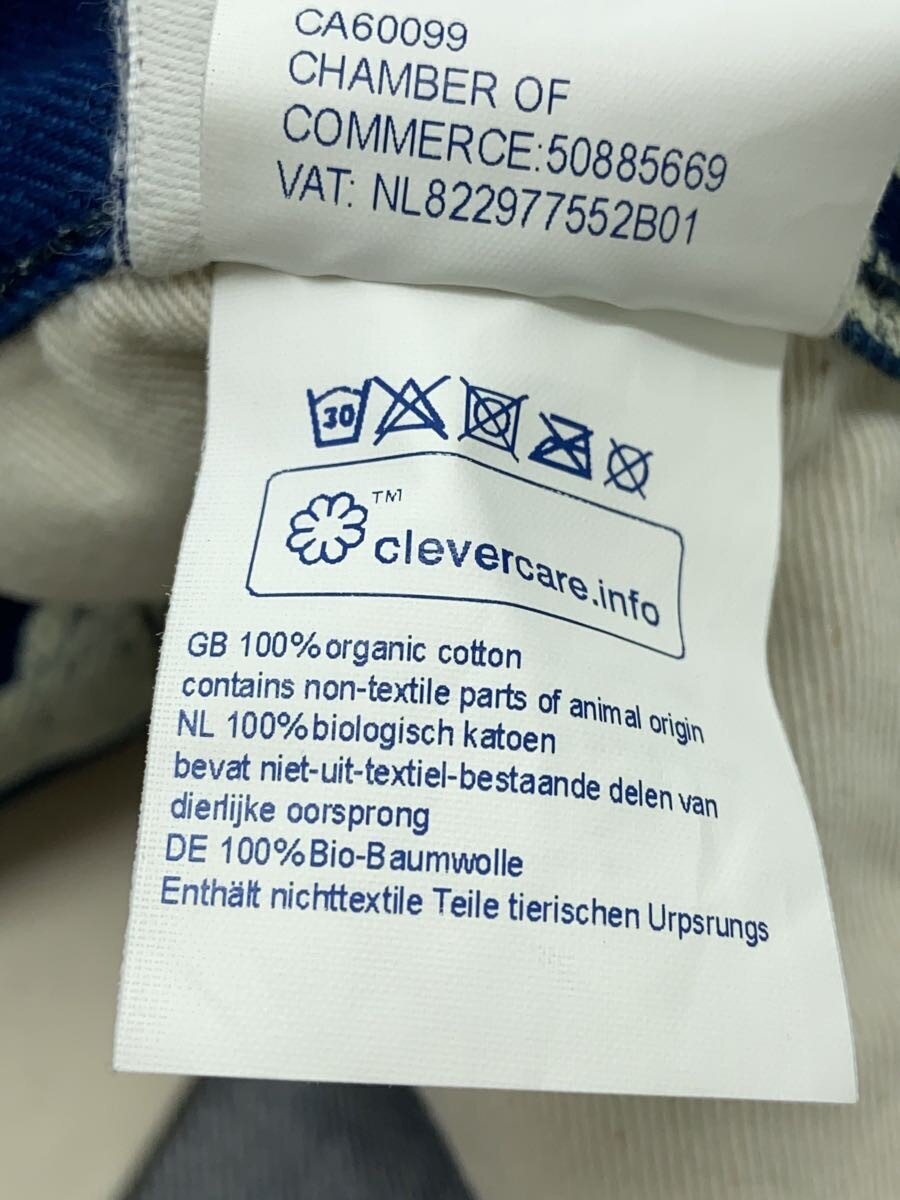 CA60099
CHAMBER OF
COMMERCE:50885669
VAT: NL822977552B01
30
™
clevercare.info
GB 100% organic cotton
contains non-textile parts of animal origin
NL 100% biologisch katoen
bevat niet-uit-textiel-bestaande delen van
dierlijke oorsprong
DE 100% Bio-Baumwolle
Enthält nichttextile Teile tierischen Urpsrungs